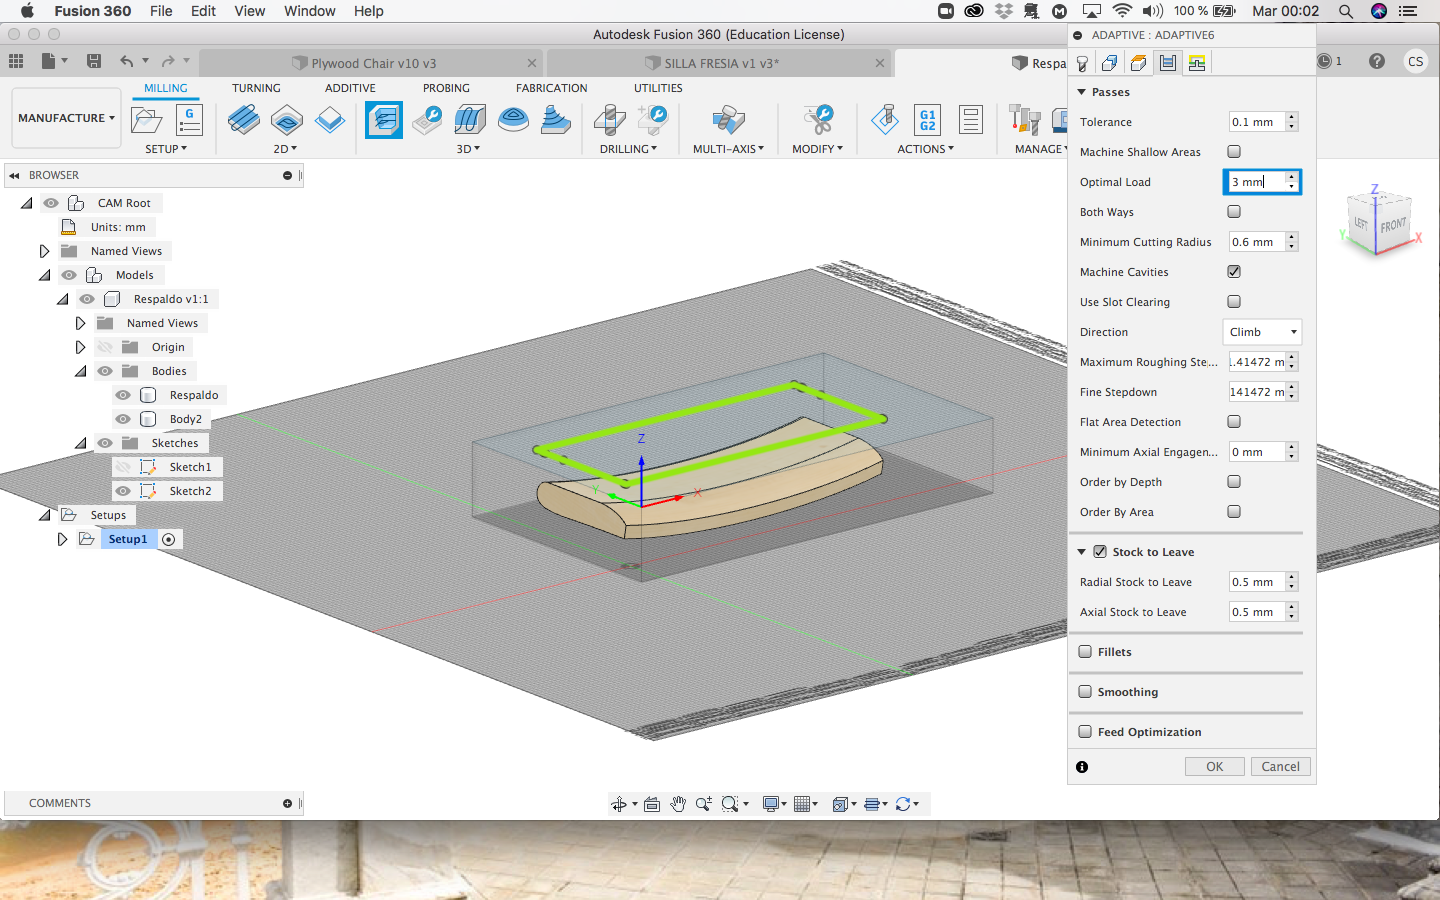 Fusion 360 File Edit View Window Help 100 % Mar 00:02
Autodesk Fusion 360 (Education License)
ADAPTIVE : ADAPTIVE6
Plywood Chair v10 v3
SILLA FRESIA v1 v3*
Respa
1
CS
MILLING TURNING ADDITIVE PROBING FABRICATION UTILITIES
MANUFACTURE
G
G1
G2
SETUP 2D 3D DRILLING MULTI-AXIS MODIFY ACTIONS MANAGE
BROWSER
CAM Root
Units: mm
Named Views
Models
Respaldo v1:1
Named Views
Origin
Bodies
Respaldo
Body2
Sketches
Sketch1
Sketch2
Setups
Setup1
Z
Y
X
Z
LEFT
FRONT
Y
X
Passes
Tolerance 0.1 mm
Machine Shallow Areas
Optimal Load 3 mm
Both Ways
Minimum Cutting Radius 0.6 mm
Machine Cavities
Use Slot Clearing
Direction Climb
Maximum Roughing Ste... .41472 m
Fine Stepdown 141472 m
Flat Area Detection
Minimum Axial Engagen... 0 mm
Order by Depth
Order By Area
Stock to Leave
Radial Stock to Leave 0.5 mm
Axial Stock to Leave 0.5 mm
Fillets
Smoothing
Feed Optimization
OK Cancel
COMMENTS